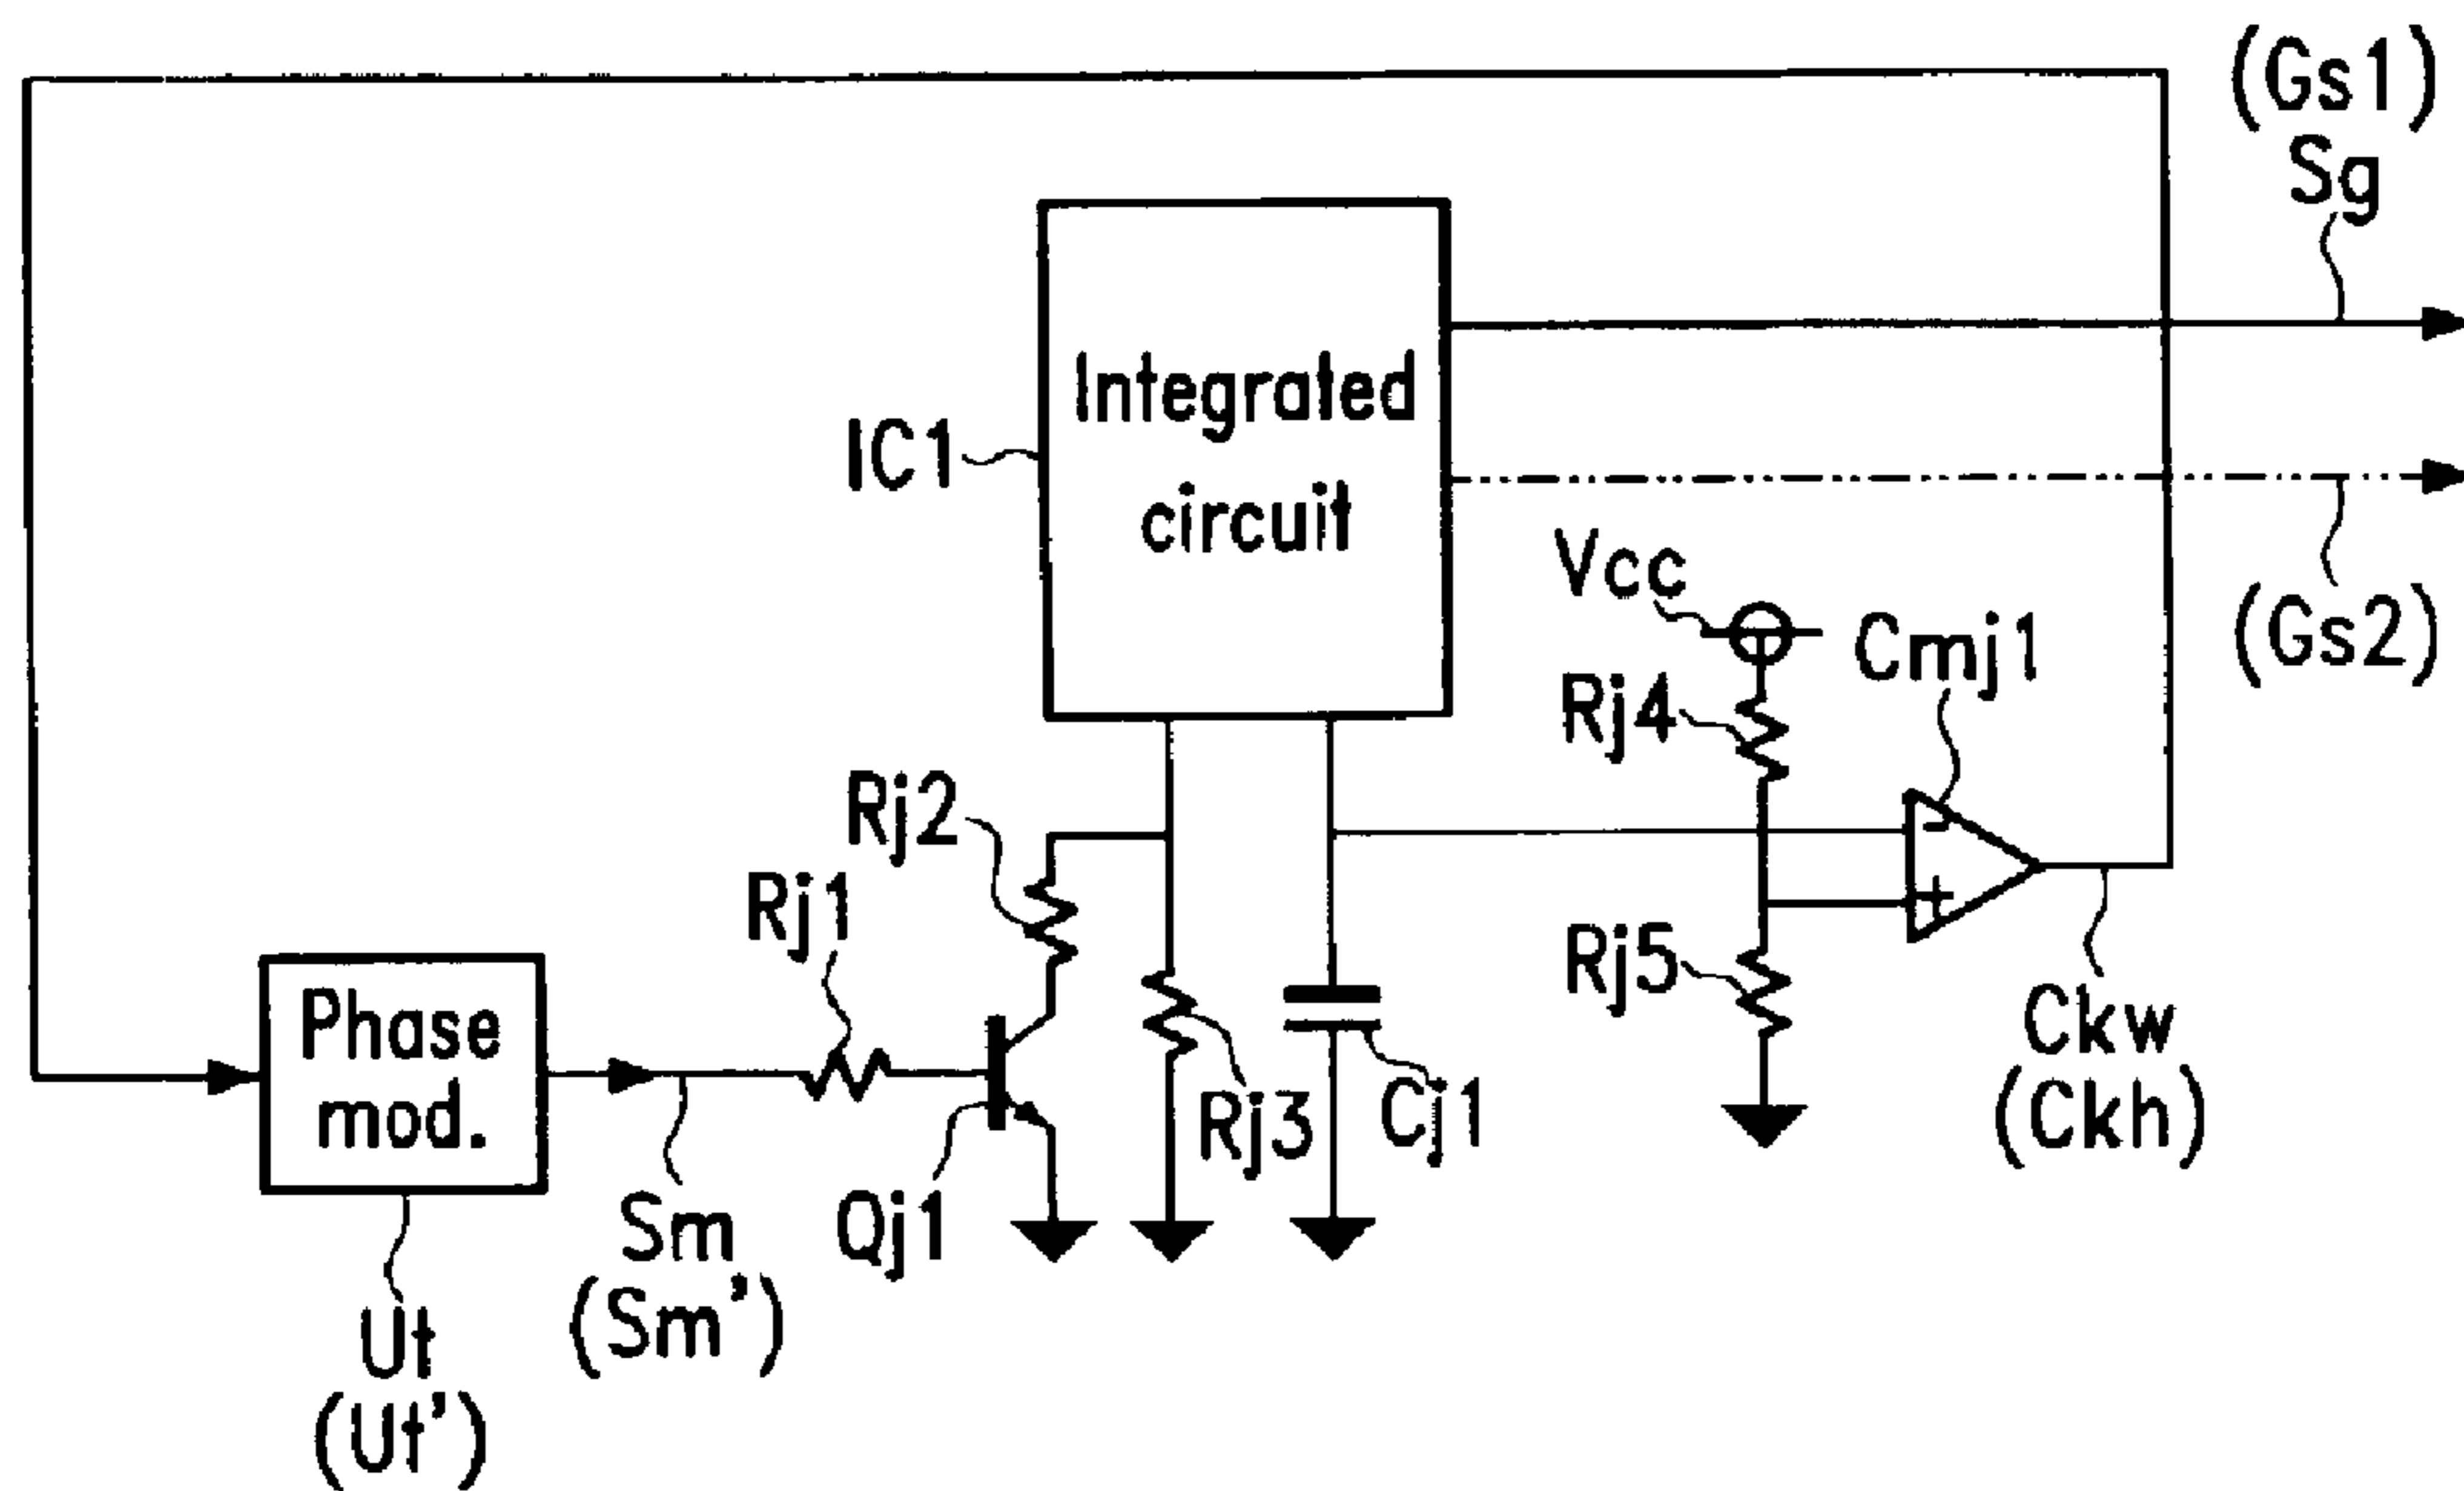 (Gs1)
Sg
Integrated
circuit
IC1
Vcc
Cmj1
(Gs2)
Rj4
Rj2
Rj1
Rj5
Phase
mod.
Ckw
(Ckh)
Rj3
Cj1
Sm
(Sm')
Qj1
Ut
(Ut')
-
+